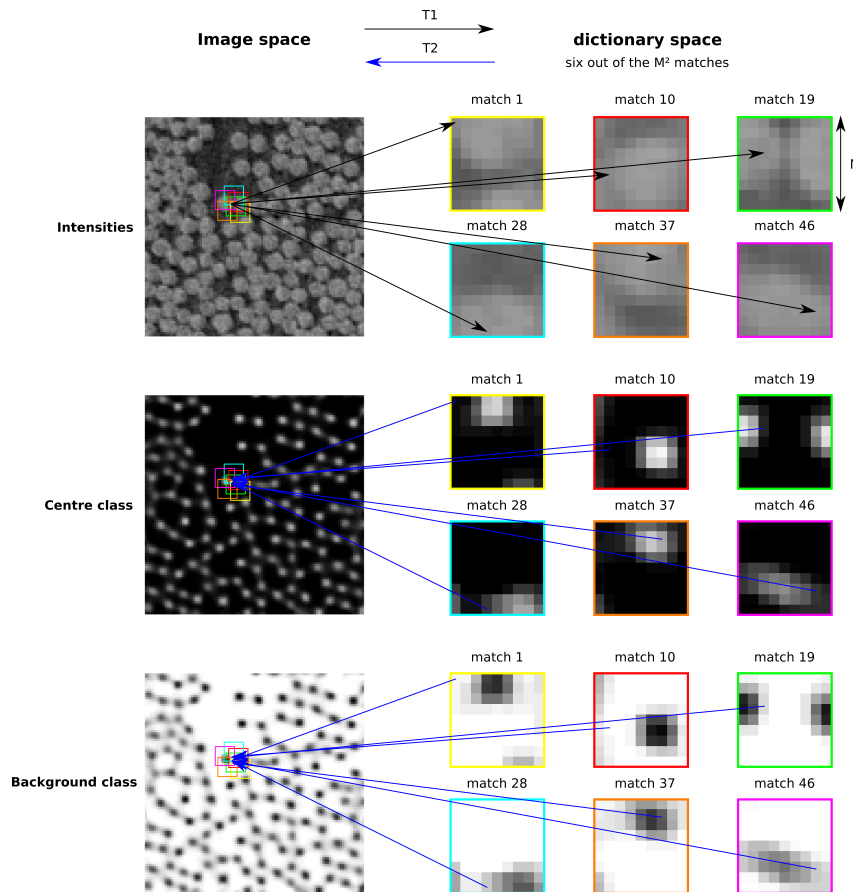 T1
Image space
dictionary space
T2
six out of the M² matches
match 1
match 10
match 19
Intensities
match 28
match 37
match 46
match 1
match 10
match 19
Centre class
match 28
match 37
match 46
match 1
match 10
match 19
Background class
match 28
match 37
match 46